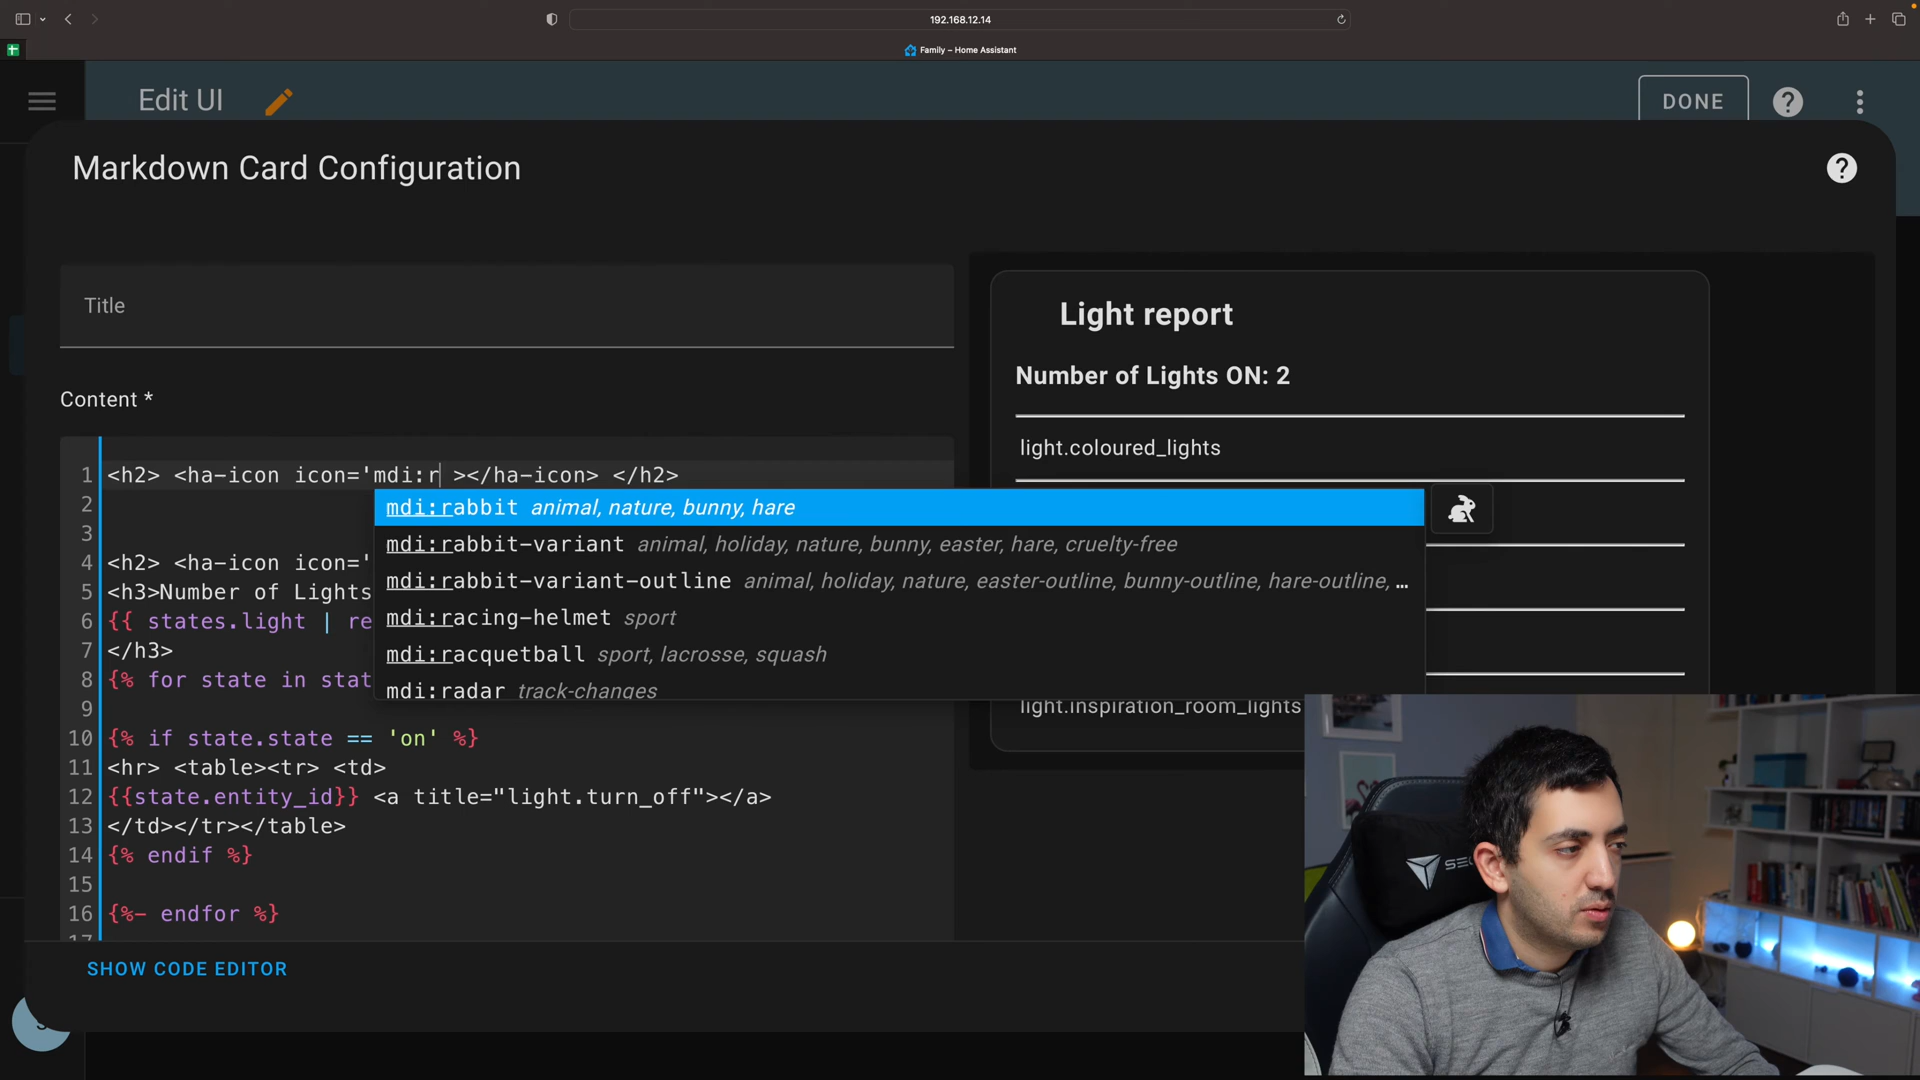 192.168.12.14
Family – Home Assistant
Edit UI
DONE
Markdown Card Configuration
Title
Content *
1 <h2> <ha-icon icon='mdi:r ></ha-icon> </h2>
2
3
4 <h2> <ha-icon icon='
5 <h3>Number of Lights
6 {{ states.light | re
7 </h3>
8 {% for state in stat
9
10 {% if state.state == 'on' %}
11 <hr> <table><tr> <td>
12 {{state.entity_id}} <a title="light.turn_off"></a>
13 </td></tr></table>
14 {% endif %}
15
16 {%- endfor %}
17
mdi:rabbit animal, nature, bunny, hare
mdi:rabbit-variant animal, holiday, nature, bunny, easter, hare, cruelty-free
mdi:rabbit-variant-outline animal, holiday, nature, easter-outline, bunny-outline, hare-outline, …
mdi:racing-helmet sport
mdi:racquetball sport, lacrosse, squash
mdi:radar track-changes
SHOW CODE EDITOR
Light report
Number of Lights ON: 2
light.coloured_lights
light.inspiration_room_lights